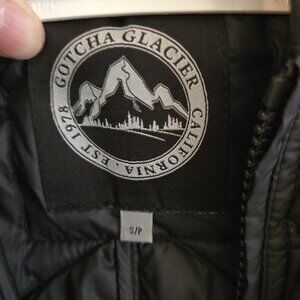 GOTCHA GLACIER
CALIFORNIA . EST 1978
S/P